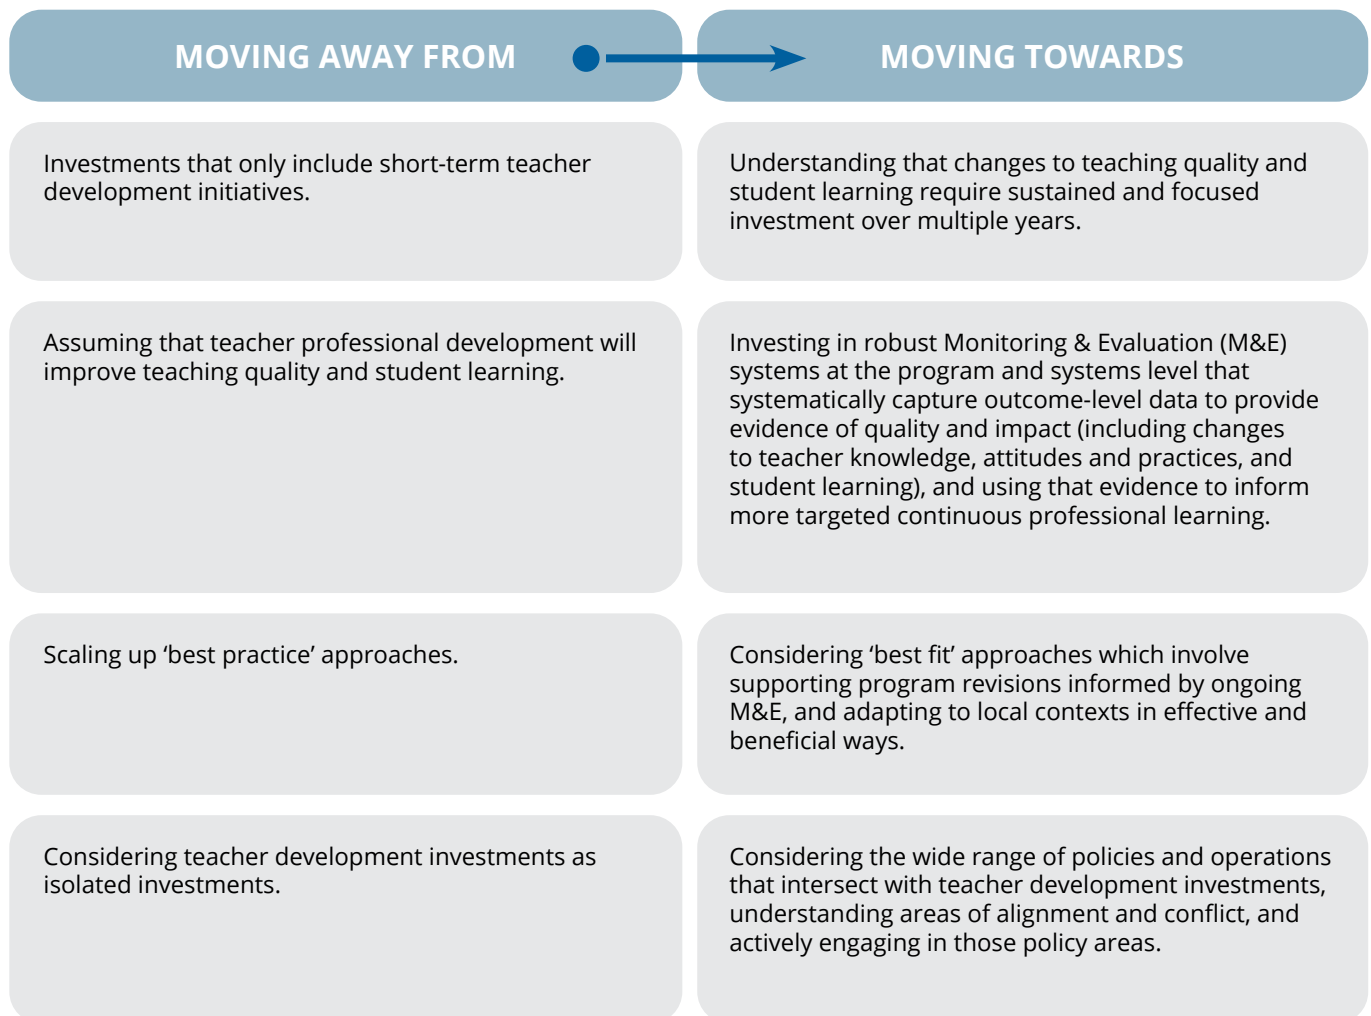 MOVING AWAY FROM
MOVING TOWARDS
Investments that only include short-term teacher
development initiatives.
Understanding that changes to teaching quality and
student learning require sustained and focused
investment over multiple years.
Assuming that teacher professional development will
improve teaching quality and student learning.
Investing in robust Monitoring & Evaluation (M&E)
systems at the program and systems level that
systematically capture outcome-level data to provide
evidence of quality and impact (including changes
to teacher knowledge, attitudes and practices, and
student learning), and using that evidence to inform
more targeted continuous professional learning.
Scaling up ‘best practice’ approaches.
Considering ‘best fit’ approaches which involve
supporting program revisions informed by ongoing
M&E, and adapting to local contexts in effective and
beneficial ways.
Considering teacher development investments as
isolated investments.
Considering the wide range of policies and operations
that intersect with teacher development investments,
understanding areas of alignment and conflict, and
actively engaging in those policy areas.